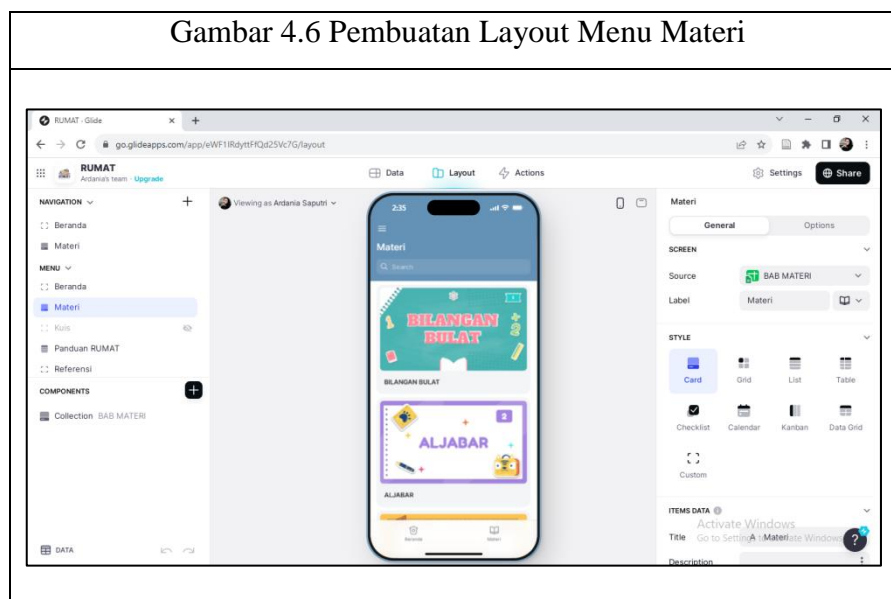 Gambar 4.6 Pembuatan Layout Menu Materi
RUMAT - Glide
go.glideapps.com/app/eWF1IRdyttFfQd25Vc7G/layout
RUMAT
Ardania's team · Upgrade
Data
Layout
Actions
Settings
Share
NAVIGATION
Beranda
Materi
MENU
Beranda
Materi
Kuis
Panduan RUMAT
Referensi
COMPONENTS
Collection BAB MATERI
DATA
Viewing as Ardania Saputri
2:35
Materi
Search
1
BILANGAN
BULAT
BILANGAN BULAT
2
ALJABAR
ALJABAR
Beranda
Materi
Materi
General
Options
SCREEN
Source
BAB MATERI
Label
Materi
STYLE
Card
Grid
List
Table
Checklist
Calendar
Kanban
Data Grid
Custom
ITEMS DATA
Activate Windows
Title
A Materi
Description
?